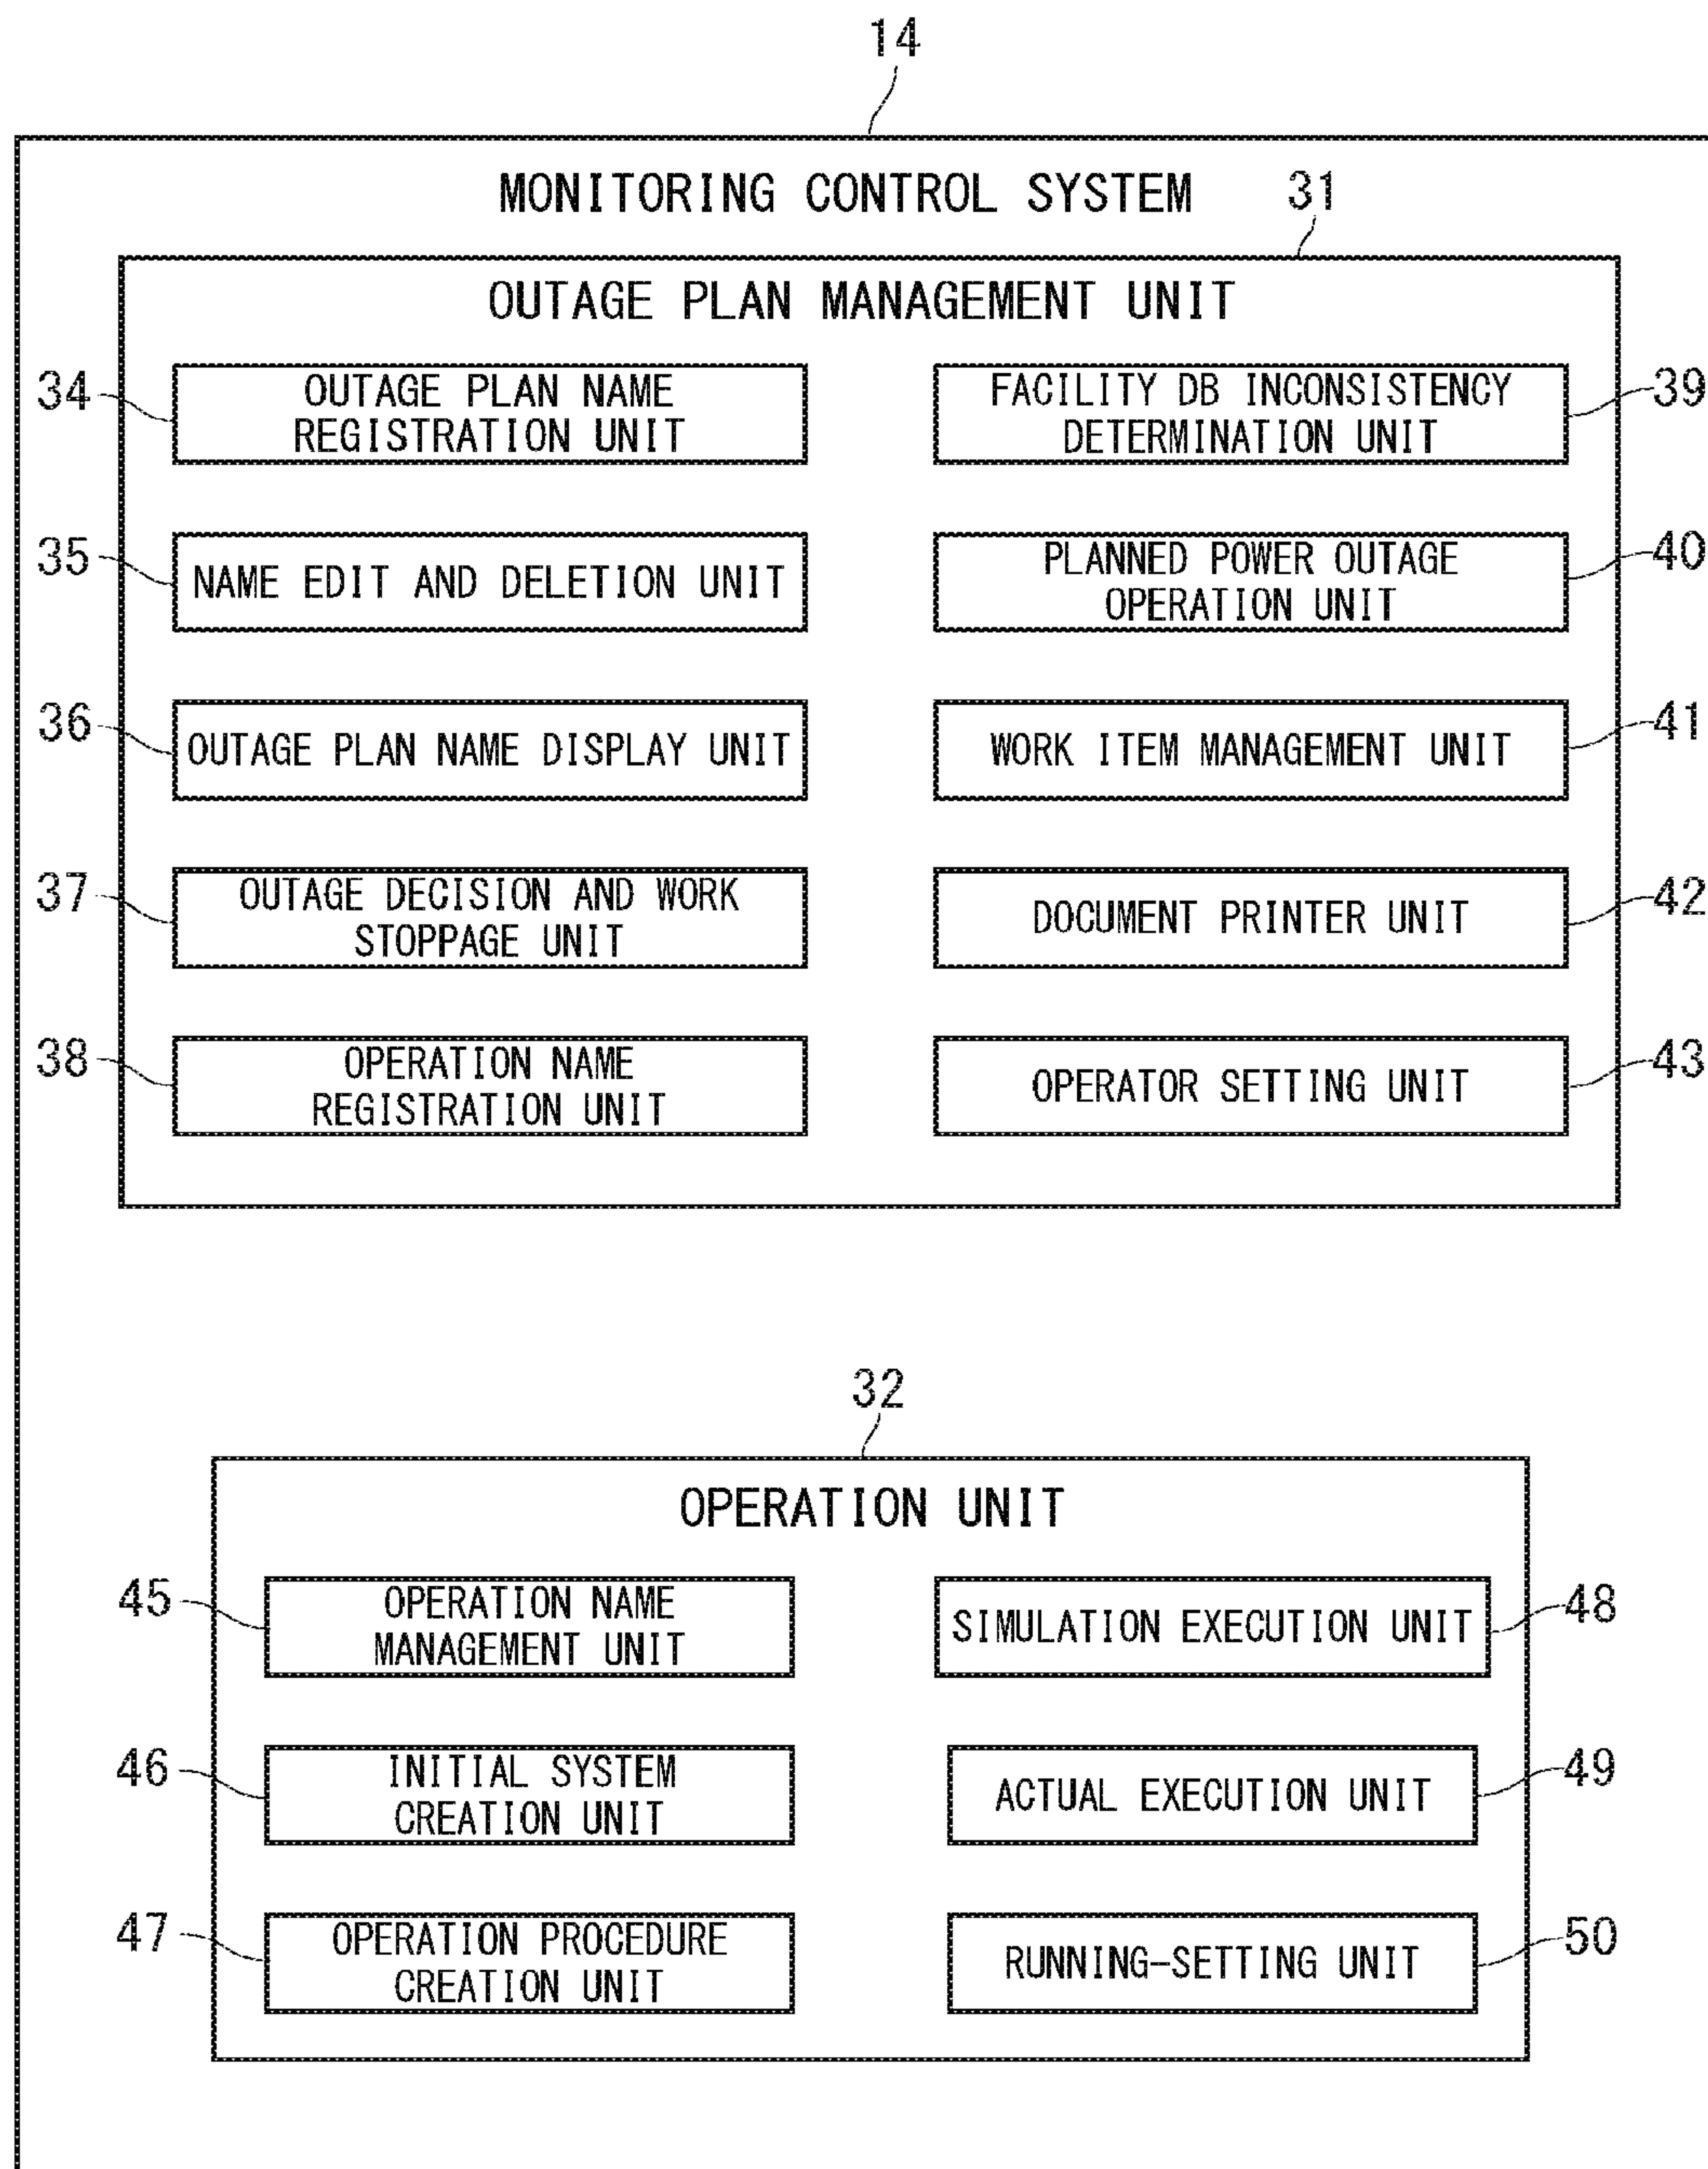 14
MONITORING CONTROL SYSTEM
31
OUTAGE PLAN MANAGEMENT UNIT
34
OUTAGE PLAN NAME
REGISTRATION UNIT
FACILITY DB INCONSISTENCY
DETERMINATION UNIT
39
35
NAME EDIT AND DELETION UNIT
PLANNED POWER OUTAGE
OPERATION UNIT
40
36
OUTAGE PLAN NAME DISPLAY UNIT
WORK ITEM MANAGEMENT UNIT
41
37
OUTAGE DECISION AND WORK
STOPPAGE UNIT
DOCUMENT PRINTER UNIT
42
38
OPERATION NAME
REGISTRATION UNIT
OPERATOR SETTING UNIT
43
32
OPERATION UNIT
45
OPERATION NAME
MANAGEMENT UNIT
SIMULATION EXECUTION UNIT
48
46
INITIAL SYSTEM
CREATION UNIT
ACTUAL EXECUTION UNIT
49
47
OPERATION PROCEDURE
CREATION UNIT
RUNNING-SETTING UNIT
50